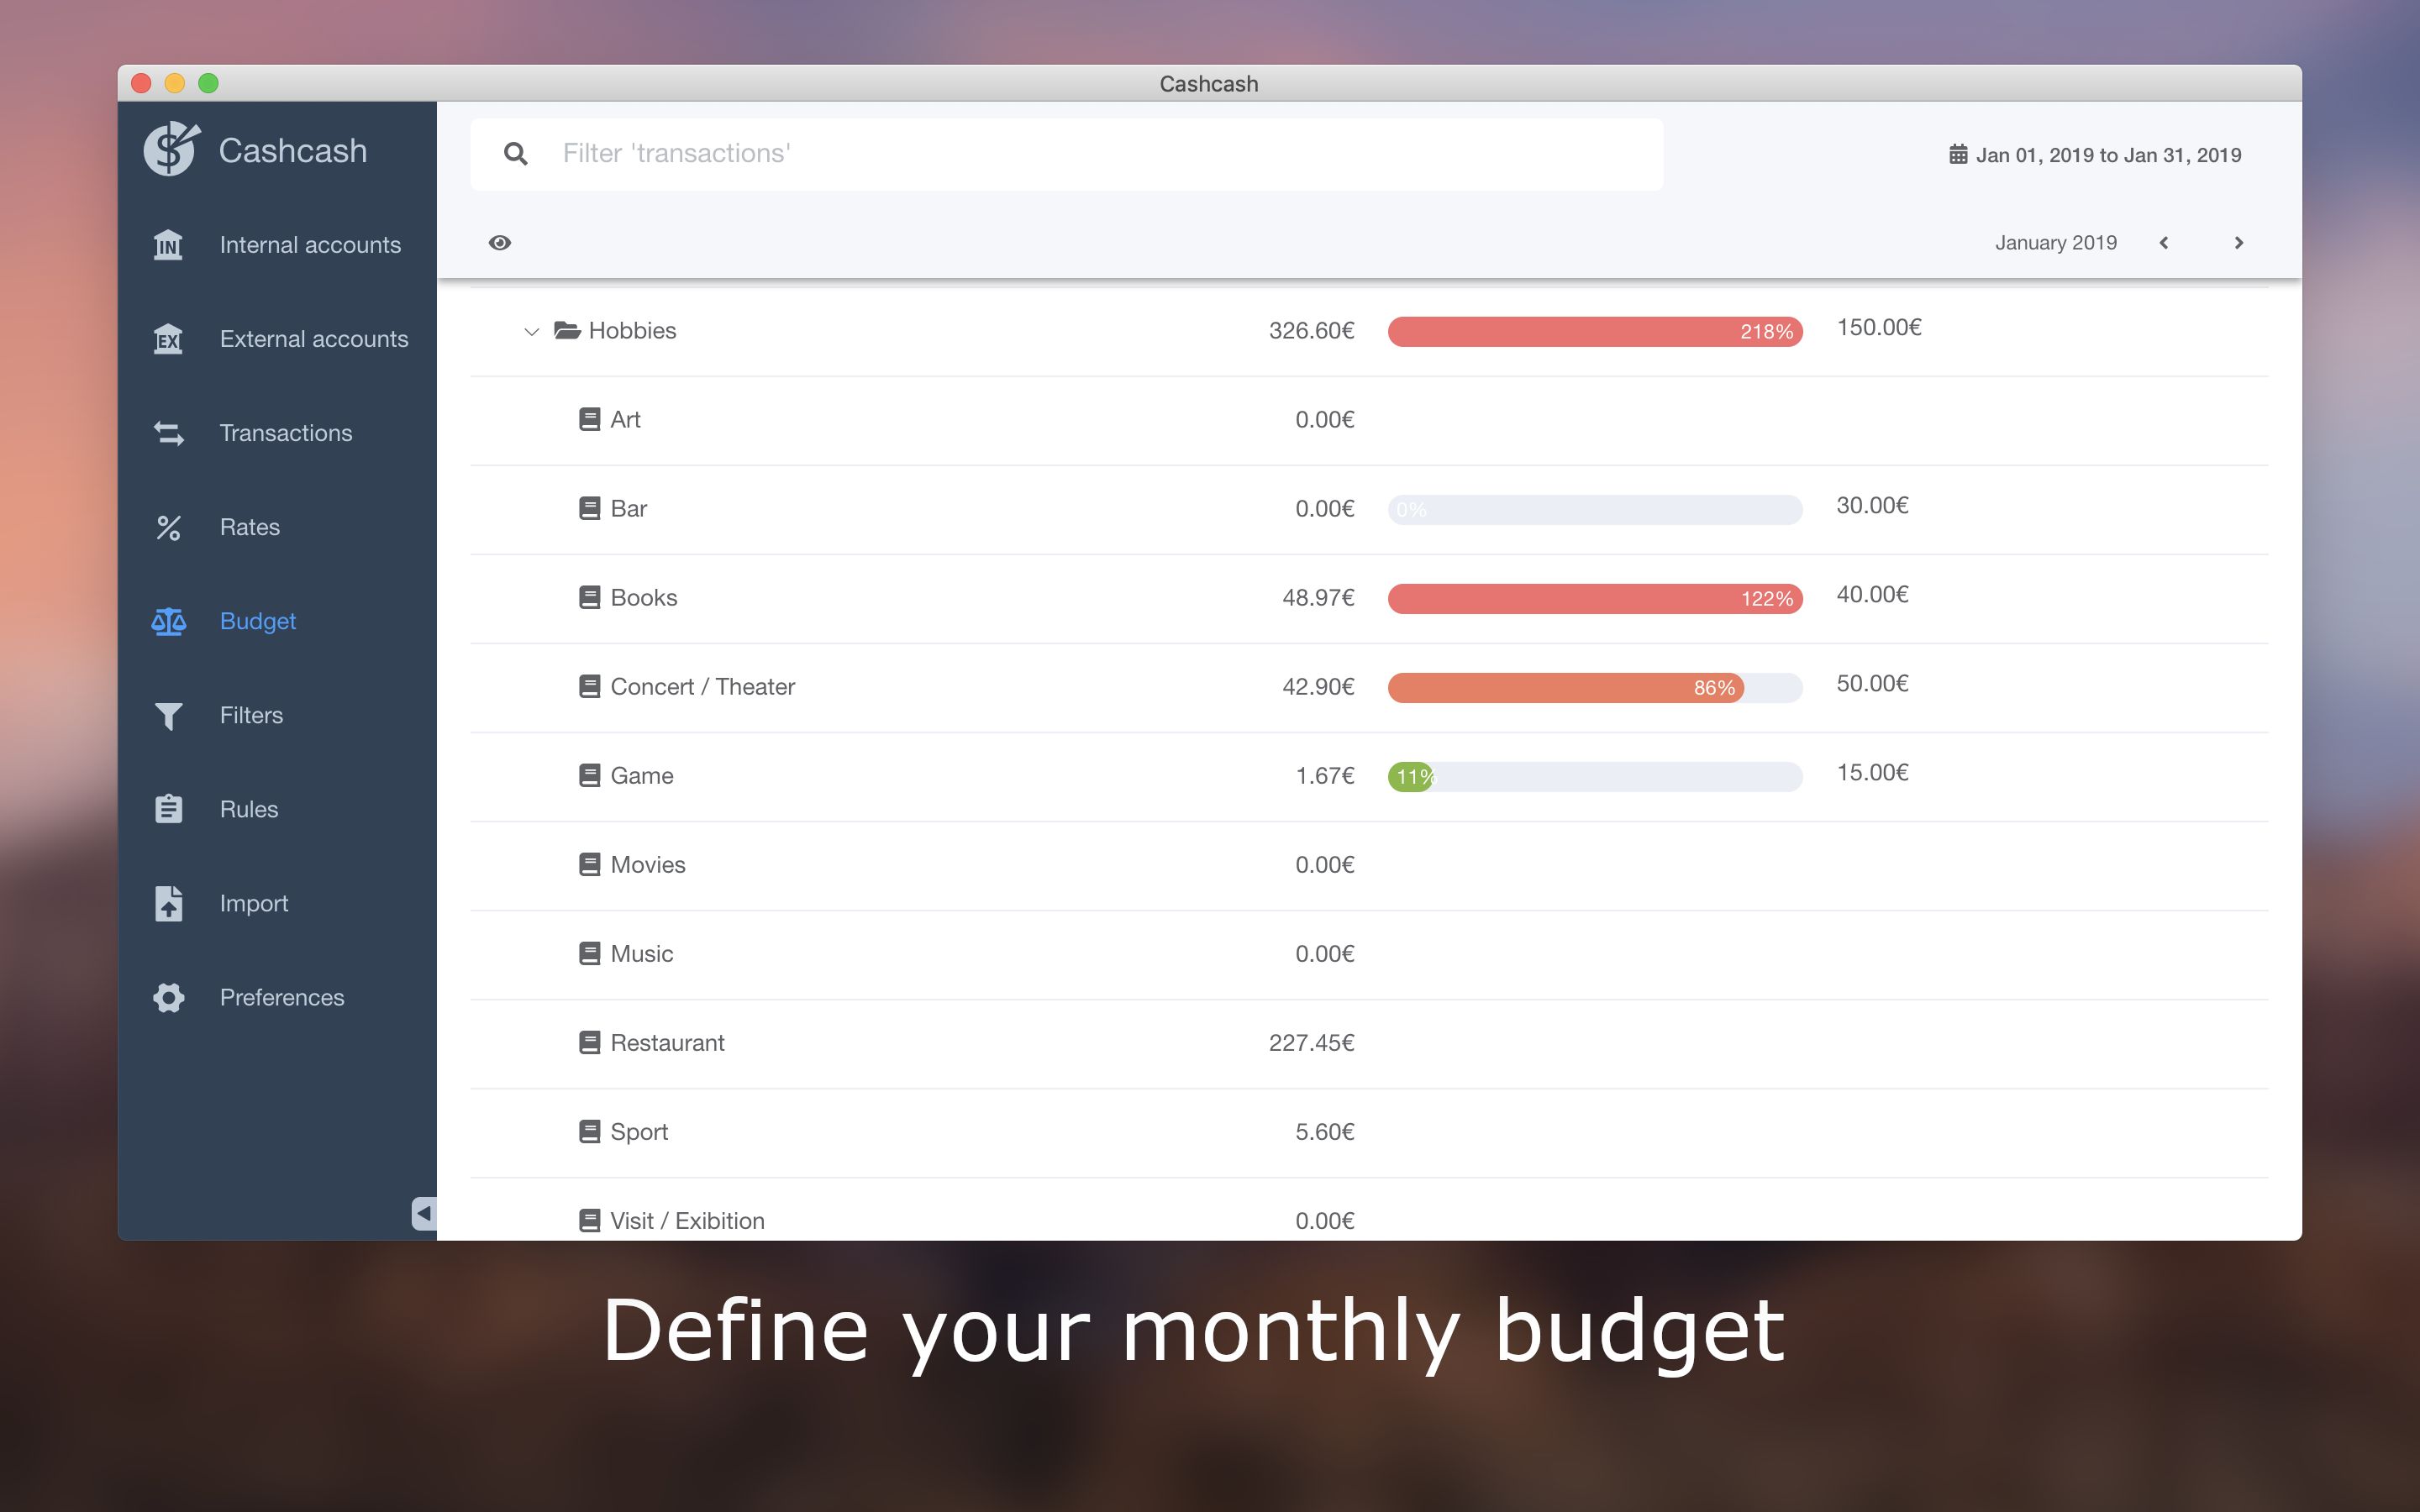 Cashcash
Cashcash
Filter 'transactions'
Jan 01, 2019 to Jan 31, 2019
January 2019
IN Internal accounts
EX External accounts
Transactions
Rates
Budget
Filters
Rules
Import
Preferences
Hobbies 326.60€ 218% 150.00€
Art 0.00€
Bar 0.00€ 0% 30.00€
Books 48.97€ 122% 40.00€
Concert / Theater 42.90€ 86% 50.00€
Game 1.67€ 11% 15.00€
Movies 0.00€
Music 0.00€
Restaurant 227.45€
Sport 5.60€
Visit / Exibition 0.00€
Define your monthly budget